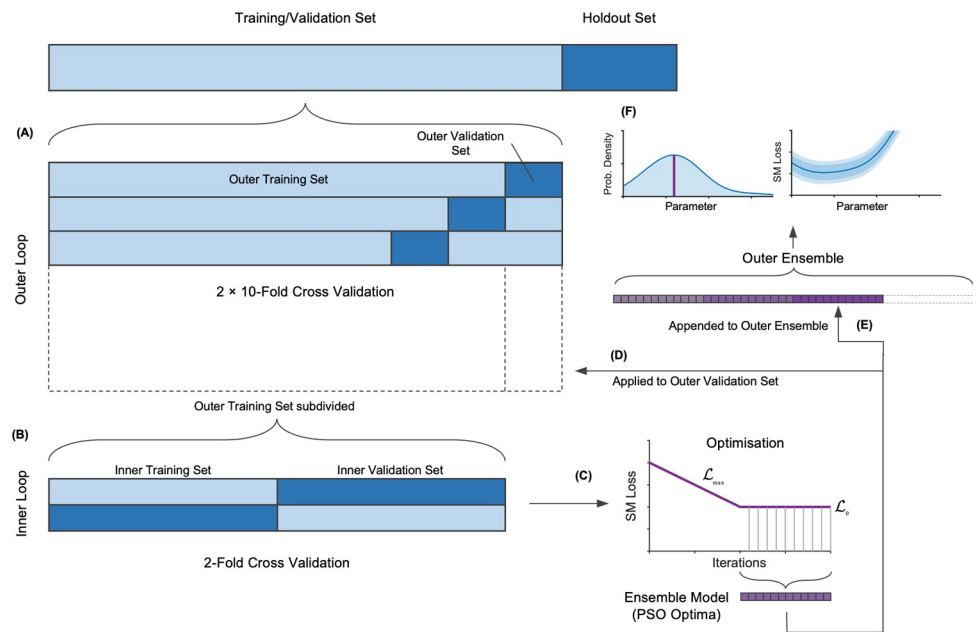 Training/Validation Set
Holdout Set
(A)
Outer Validation
Set
Outer Training Set
Outer Loop
2 × 10-Fold Cross Validation
(F)
Prob. Density
Parameter
SM Loss
Parameter
Outer Ensemble
Appended to Outer Ensemble
(E)
(D)
Applied to Outer Validation Set
Outer Training Set subdivided
(B)
Inner Loop
Inner Training Set
Inner Validation Set
2-Fold Cross Validation
(C)
Optimisation
SM Loss
ℒmax
ℒ0
Iterations
Ensemble Model
(PSO Optima)